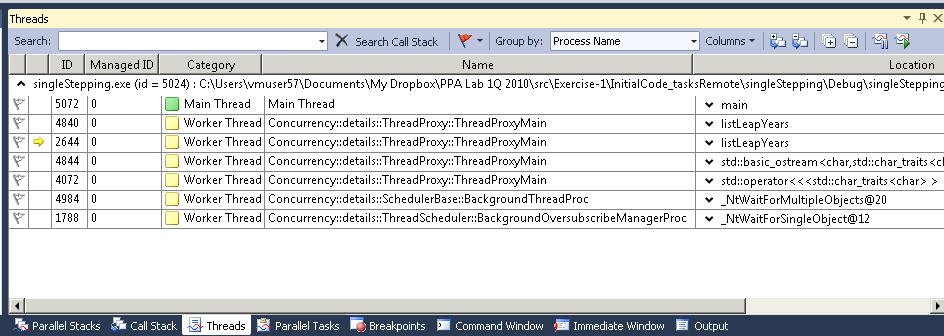 Threads
Search: Search Call Stack Group by: Process Name Columns
ID Managed ID Category Name Location
singleStepping.exe (id = 5024) : C:\Users\vmuser57\Documents\My Dropbox\PPA Lab 1Q 2010\src\Exercise-1\InitialCode_tasksRemote\singleStepping\Debug\singleStepping
5072 0 Main Thread Main Thread main
4840 0 Worker Thread Concurrency::details::ThreadProxy::ThreadProxyMain listLeapYears
2644 0 Worker Thread Concurrency::details::ThreadProxy::ThreadProxyMain listLeapYears
4844 0 Worker Thread Concurrency::details::ThreadProxy::ThreadProxyMain std::basic_ostream<char,std::char_traits<c
4072 0 Worker Thread Concurrency::details::ThreadProxy::ThreadProxyMain std::operator<<<std::char_traits<char> >
4984 0 Worker Thread Concurrency::details::SchedulerBase::BackgroundThreadProc _NtWaitForMultipleObjects@20
1788 0 Worker Thread Concurrency::details::ThreadScheduler::BackgroundOversubscribeManagerProc _NtWaitForSingleObject@12
Parallel Stacks Call Stack Threads Parallel Tasks Breakpoints Command Window Immediate Window Output